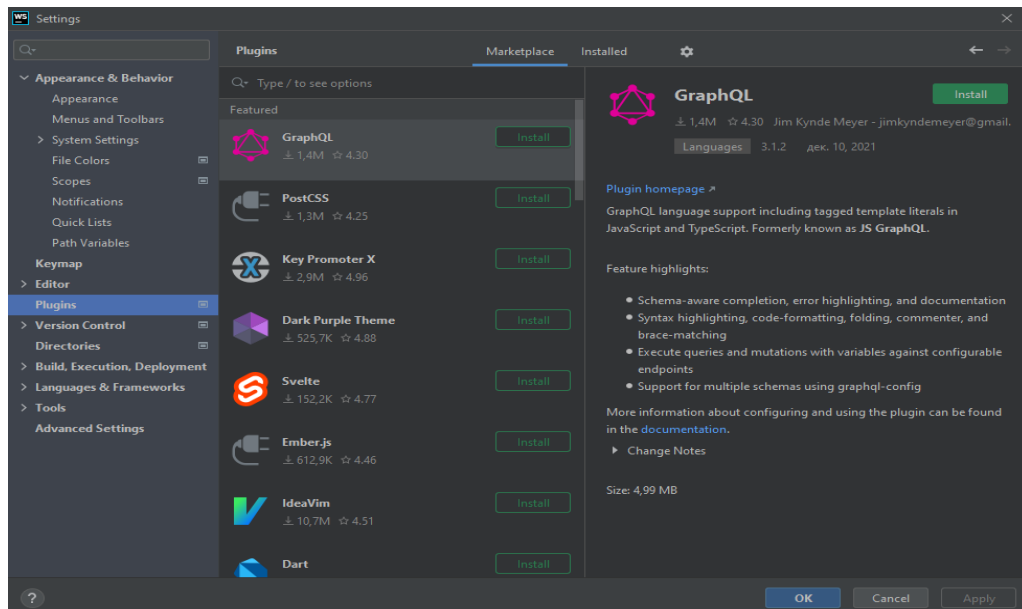 WS Settings
Plugins
Marketplace
Installed
Appearance & Behavior
Appearance
Menus and Toolbars
System Settings
File Colors
Scopes
Notifications
Quick Lists
Path Variables
Keymap
Editor
Plugins
Version Control
Directories
Build, Execution, Deployment
Languages & Frameworks
Tools
Advanced Settings
Type / to see options
Featured
GraphQL
Install
1,4M 4.30
PostCSS
Install
1,3M 4.25
Key Promoter X
Install
2,9M 4.96
Dark Purple Theme
Install
525,7K 4.88
Svelte
Install
152,2K 4.77
Ember.js
Install
612,9K 4.46
IdeaVim
Install
10,7M 4.51
Dart
Install
GraphQL
Install
1,4M 4.30 Jim Kynde Meyer - jimkyndemeyer@gmail.
Languages 3.1.2 дек. 10, 2021
Plugin homepage
GraphQL language support including tagged template literals in
JavaScript and TypeScript. Formerly known as JS GraphQL.
Feature highlights:
Schema-aware completion, error highlighting, and documentation
Syntax highlighting, code-formatting, folding, commenter, and
brace-matching
Execute queries and mutations with variables against configurable
endpoints
Support for multiple schemas using graphql-config
More information about configuring and using the plugin can be found
in the documentation.
Change Notes
Size: 4,99 MB
?
OK
Cancel
Apply